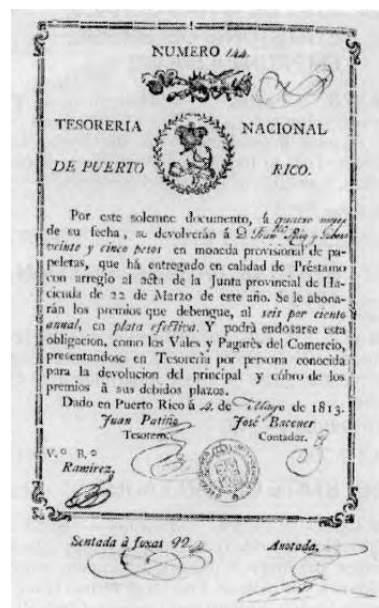 NUMERO 144.
TESORERIA NACIONAL
DE PUERTO RICO.
Por este solemne documento, á quatro meses
de su fecha, se devolverán á D.
veinte y cinco pesos en moneda provisional de pa-
peletas, que há entregado en calidad de Préstamo
con arreglo al acta de la Junta provincial de Ha-
cienda de 22 de Marzo de este año. Se le abona-
rán los premios que debengue, al seis por ciento
anual, en plata efectiva. Y podrá endosarse esta
obligacion, como los Vales y Pagarés del Comercio,
presentandose en Tesorería por persona conocida
para la devolucion del principal y cóbro de los
premios á sus debidos plazos.
Dado en Puerto Rico á 4. de Mayo de 1813.
Juan Patiño José Bacener
Tesorero. Contador.
V.º B.º
Ramirez.
Sentada á foxas 92. Anotada.